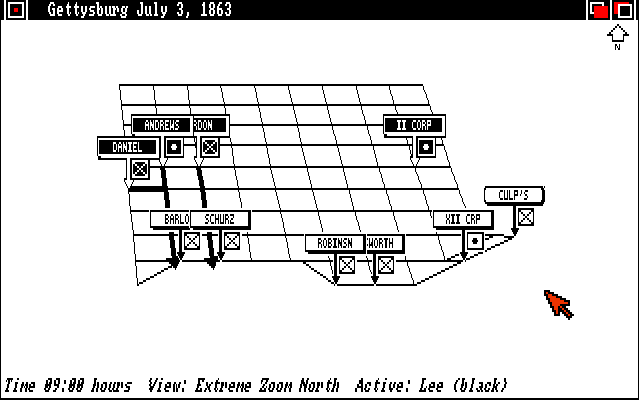 Gettysburg July 3, 1863
N
ANDREWS RDON II CORP
DANIEL
CULP'S
BARLO SCHURZ XII CRP
ROBINSN WORTH
Time 09:00 hours View: Extreme Zoom North Active: Lee (black)